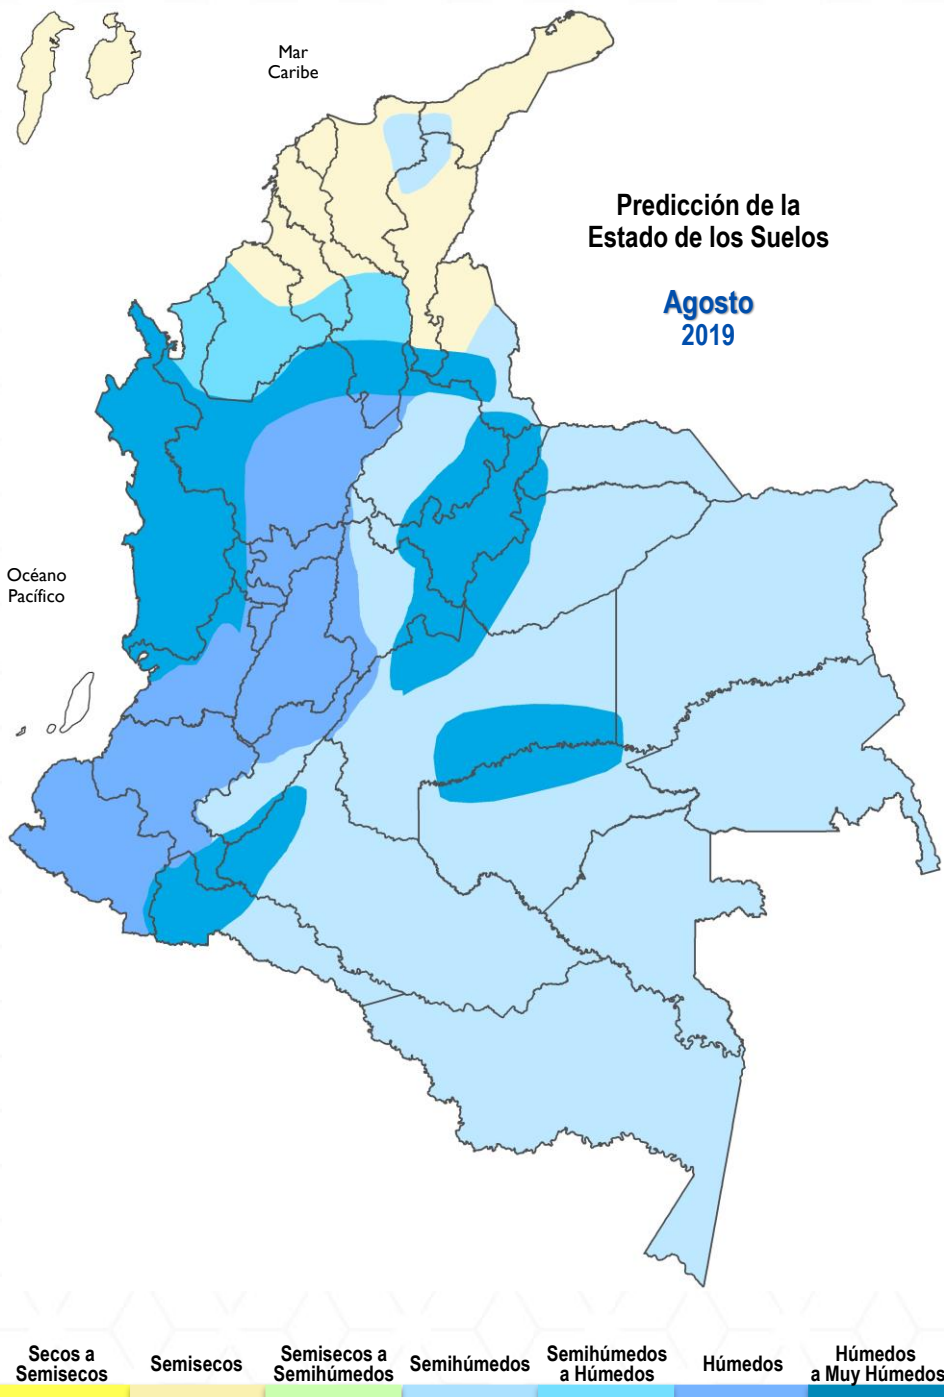 Mar
Caribe
Predicción de la
Estado de los Suelos
Agosto
2019
Océano
Pacífico
Secos a
Semisecos
Semisecos
Semisecos a
Semihúmedos
Semihúmedos
Semihúmedos
a Húmedos
Húmedos
Húmedos
a Muy Húmedos